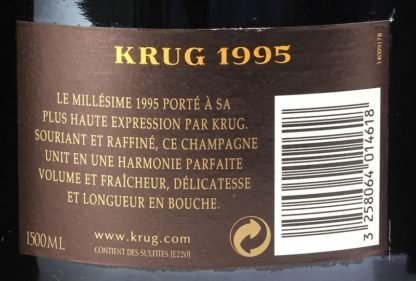 KRUG 1995
14009178
LE MILLÉSIME 1995 PORTÉ À SA
PLUS HAUTE EXPRESSION PAR KRUG.
SOURIANT ET RAFFINÉ, CE CHAMPAGNE
UNIT EN UNE HARMONIE PARFAITE
VOLUME ET FRAÎCHEUR, DÉLICATESSE
ET LONGUEUR EN BOUCHE.
3 258064 014618
1500ML
www.krug.com
CONTIENT DES SULFITES [E220]